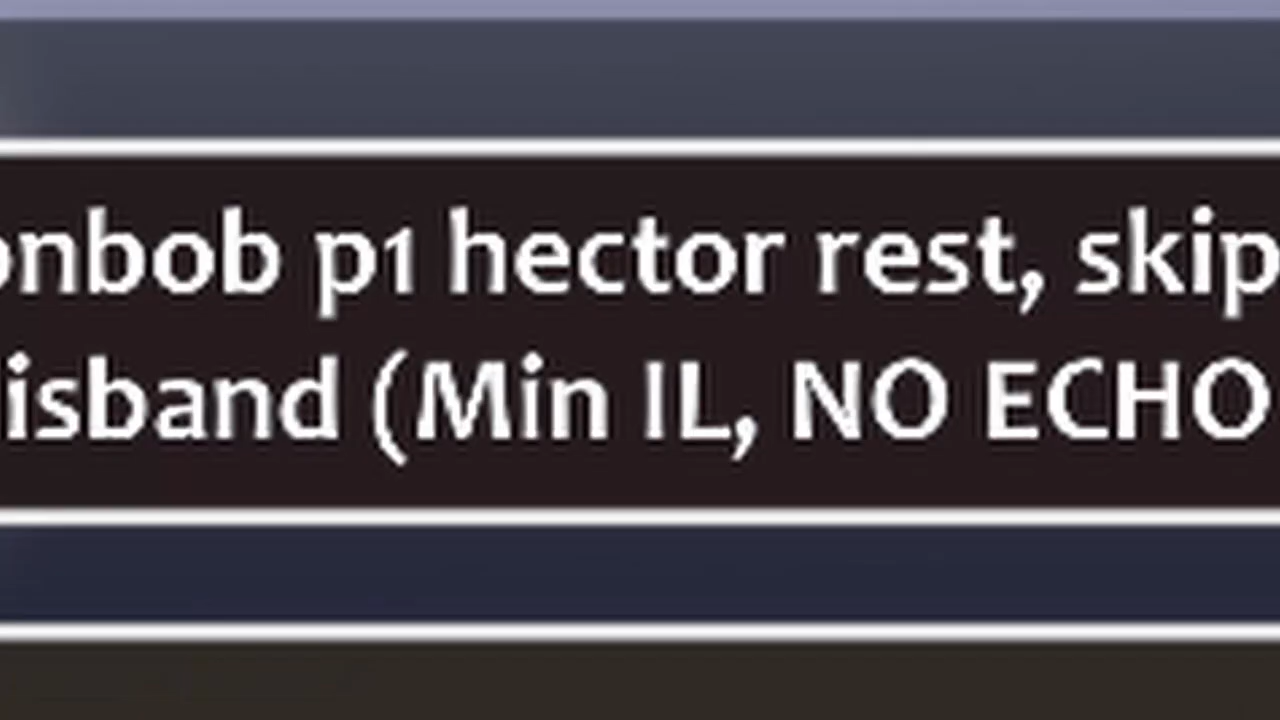 onbob p1 hector rest, skip
isband (Min IL, NO ECHO